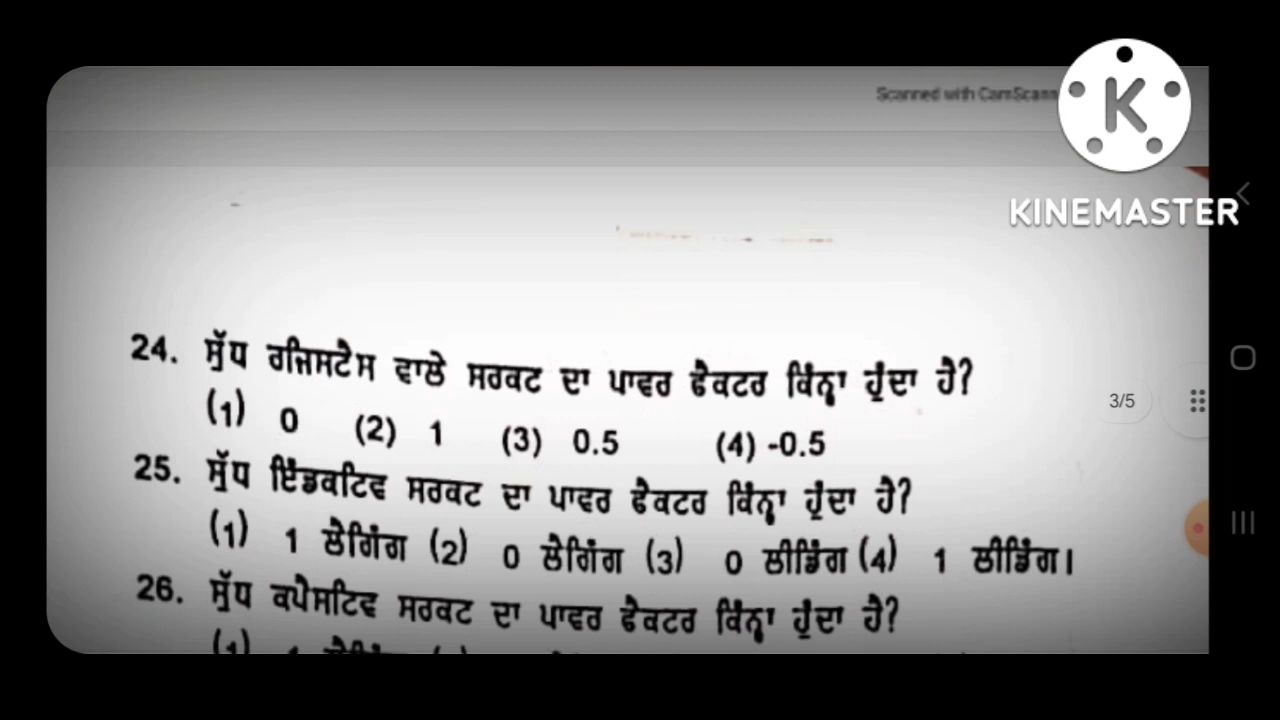 Scanned with CamScann
KINEMASTER
24. ਸ਼ੁੱਧ ਰਜਿਸਟੈਂਸ ਵਾਲੇ ਸਰਕਟ ਦਾ ਪਾਵਰ ਫੈਕਟਰ ਕਿੰਨ੍ਹਾ ਹੁੰਦਾ ਹੈ?
(1) 0 (2) 1 (3) 0.5 (4) -0.5
3/5
25. ਸ਼ੁੱਧ ਇੰਡਕਟਿਵ ਸਰਕਟ ਦਾ ਪਾਵਰ ਫੈਕਟਰ ਕਿੰਨ੍ਹਾ ਹੁੰਦਾ ਹੈ?
(1) 1 ਲੈਗਿੰਗ (2) 0 ਲੈਗਿੰਗ (3) 0 ਲੀਡਿੰਗ (4) 1 ਲੀਡਿੰਗ।
26. ਸ਼ੁੱਧ ਕਪੈਸਟਿਵ ਸਰਕਟ ਦਾ ਪਾਵਰ ਫੈਕਟਰ ਕਿੰਨ੍ਹਾ ਹੁੰਦਾ ਹੈ?